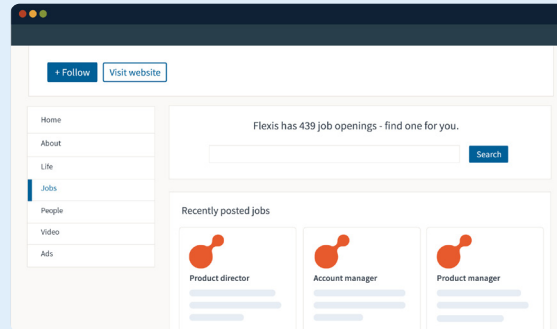 + Follow
Visit website
Home
About
Life
Jobs
People
Video
Ads
Flexis has 439 job openings - find one for you.
Search
Recently posted jobs
Product director
Account manager
Product manager